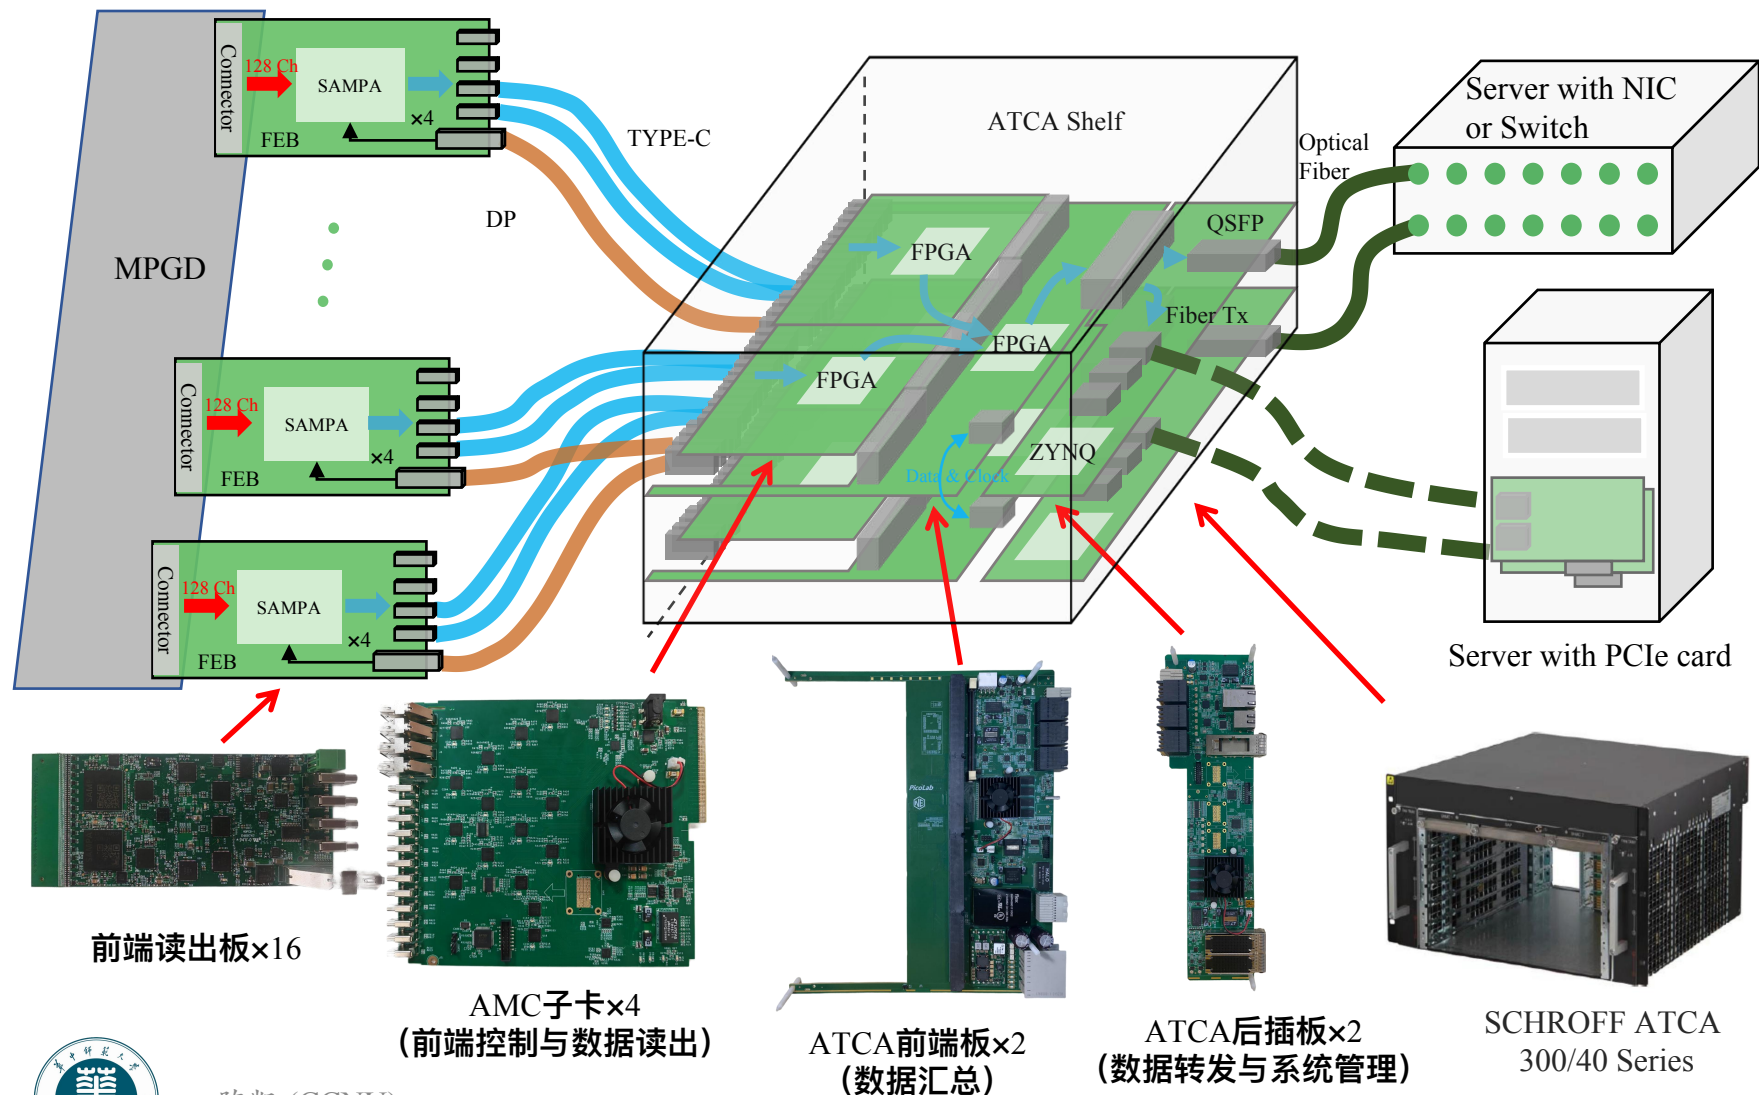 MPGD
Connector
128 Ch
SAMPA
×4
FEB
Connector
128 Ch
SAMPA
×4
FEB
Connector
128 Ch
SAMPA
×4
FEB
TYPE-C
DP
ATCA Shelf
FPGA
FPGA
FPGA
QSFP
Fiber Tx
ZYNQ
Data & Clock
Optical
Fiber
Server with NIC
or Switch
Server with PCIe card
前端读出板×16
AMC子卡×4
（前端控制与数据读出）
PicoLab
ATCA前端板×2
（数据汇总）
ATCA后插板×2
（数据转发与系统管理）
SCHROFF ATCA
300/40 Series